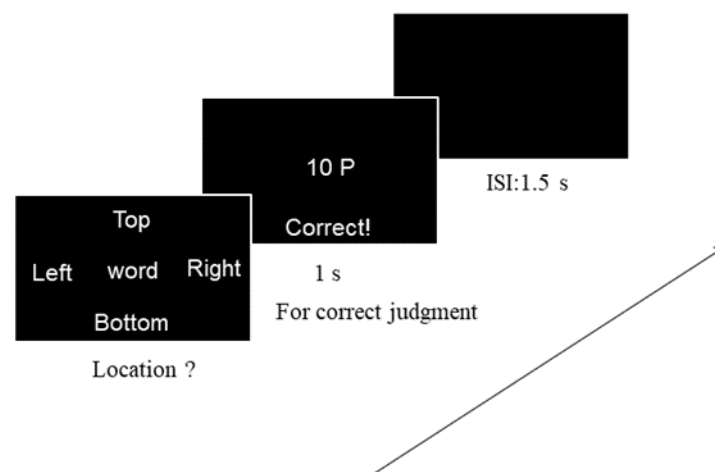 Top
Left word Right
Bottom
Location ?
10 P
Correct!
1 s
For correct judgment
ISI:1.5 s